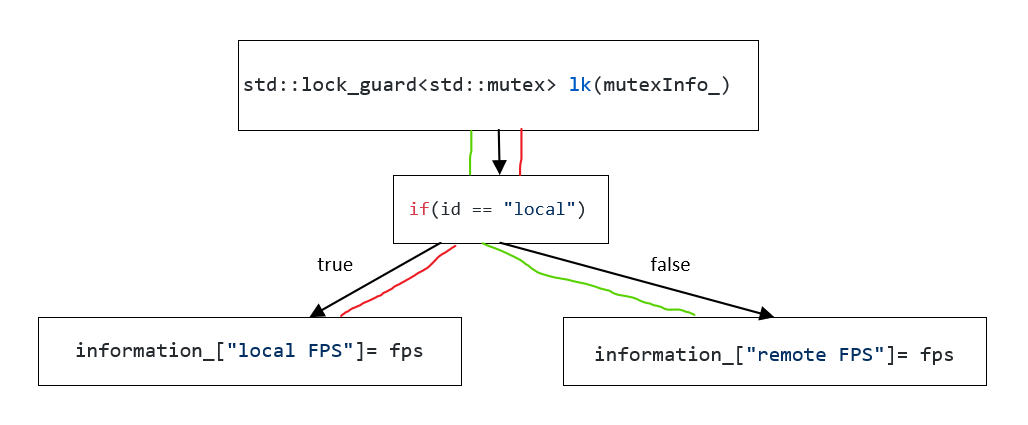 std::lock_guard<std::mutex> lk(mutexInfo_)
if(id == "local")
true
false
information_["local FPS"]= fps
information_["remote FPS"]= fps